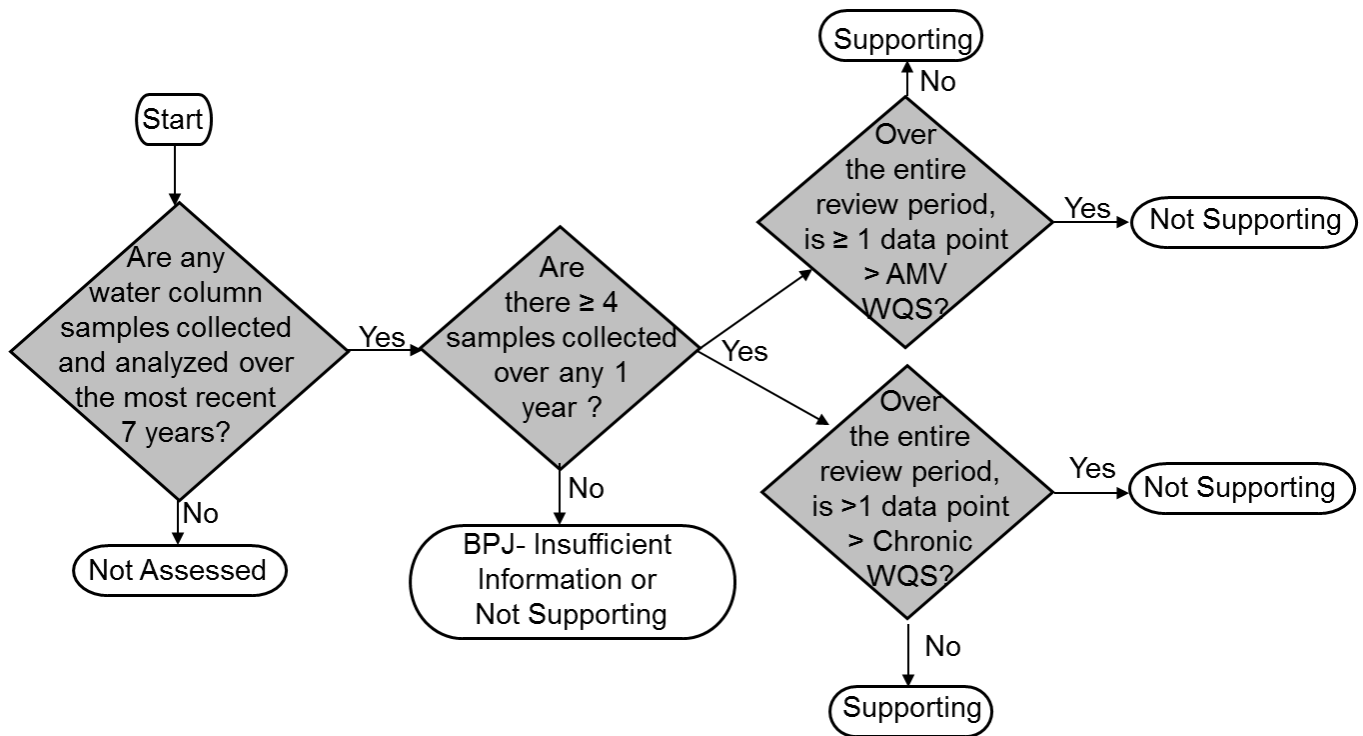 Start
Are any
water column
samples collected
and analyzed over
the most recent
7 years?
No
Not Assessed
Yes
Are
there ≥ 4
samples collected
over any 1
year ?
No
BPJ- Insufficient
Information or
Not Supporting
Yes
Over
the entire
review period,
is ≥ 1 data point
> AMV
WQS?
No
Supporting
Yes
Not Supporting
Over
the entire
review period,
is >1 data point
> Chronic
WQS?
Yes
Not Supporting
No
Supporting